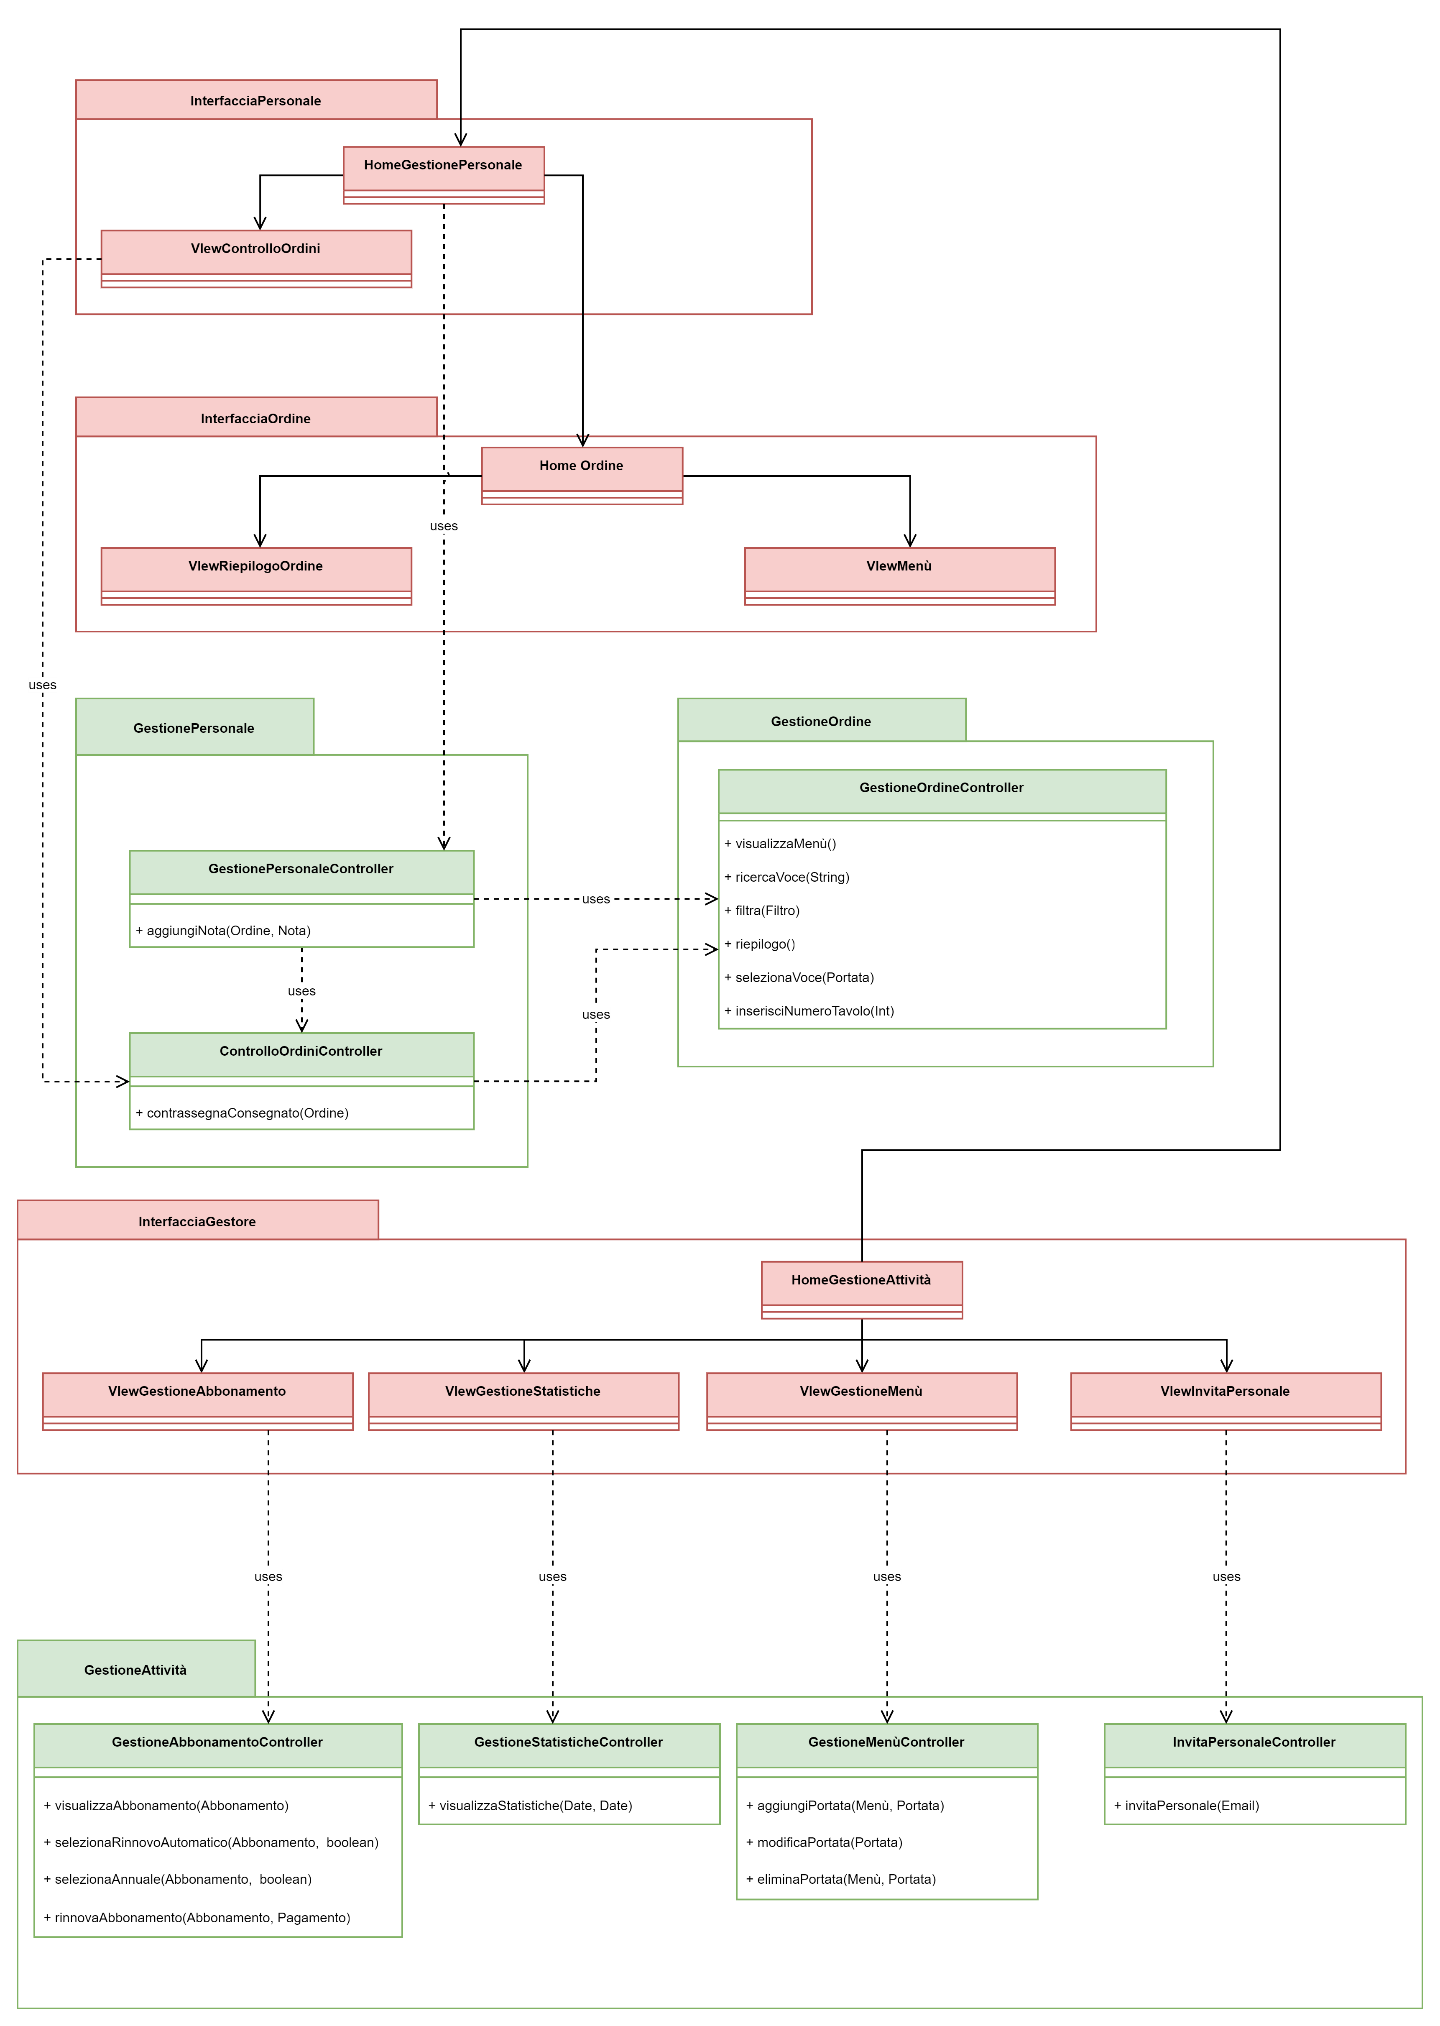 InterfacciaPersonale
HomeGestionePersonale
VIewControlloOrdini
InterfacciaOrdine
Home Ordine
uses
VIewRiepilogoOrdine
VIewMenù
uses
GestionePersonale
GestioneOrdine
GestioneOrdineController
+ visualizzaMenù()
+ ricercaVoce(String)
+ filtra(Filtro)
+ riepilogo()
+ selezionaVoce(Portata)
+ inserisciNumeroTavolo(Int)
GestionePersonaleController
+ aggiungiNota(Ordine, Nota)
uses
uses
uses
ControlloOrdiniController
+ contrassegnaConsegnato(Ordine)
InterfacciaGestore
HomeGestioneAttività
VIewGestioneAbbonamento
VIewGestioneStatistiche
VIewGestioneMenù
VIewInvitaPersonale
uses
uses
uses
uses
GestioneAttività
GestioneAbbonamentoController
+ visualizzaAbbonamento(Abbonamento)
+ selezionaRinnovoAutomatico(Abbonamento,  boolean)
+ selezionaAnnuale(Abbonamento,  boolean)
+ rinnovaAbbonamento(Abbonamento, Pagamento)
GestioneStatisticheController
+ visualizzaStatistiche(Date, Date)
GestioneMenùController
+ aggiungiPortata(Menù, Portata)
+ modificaPortata(Portata)
+ eliminaPortata(Menù, Portata)
InvitaPersonaleController
+ invitaPersonale(Email)